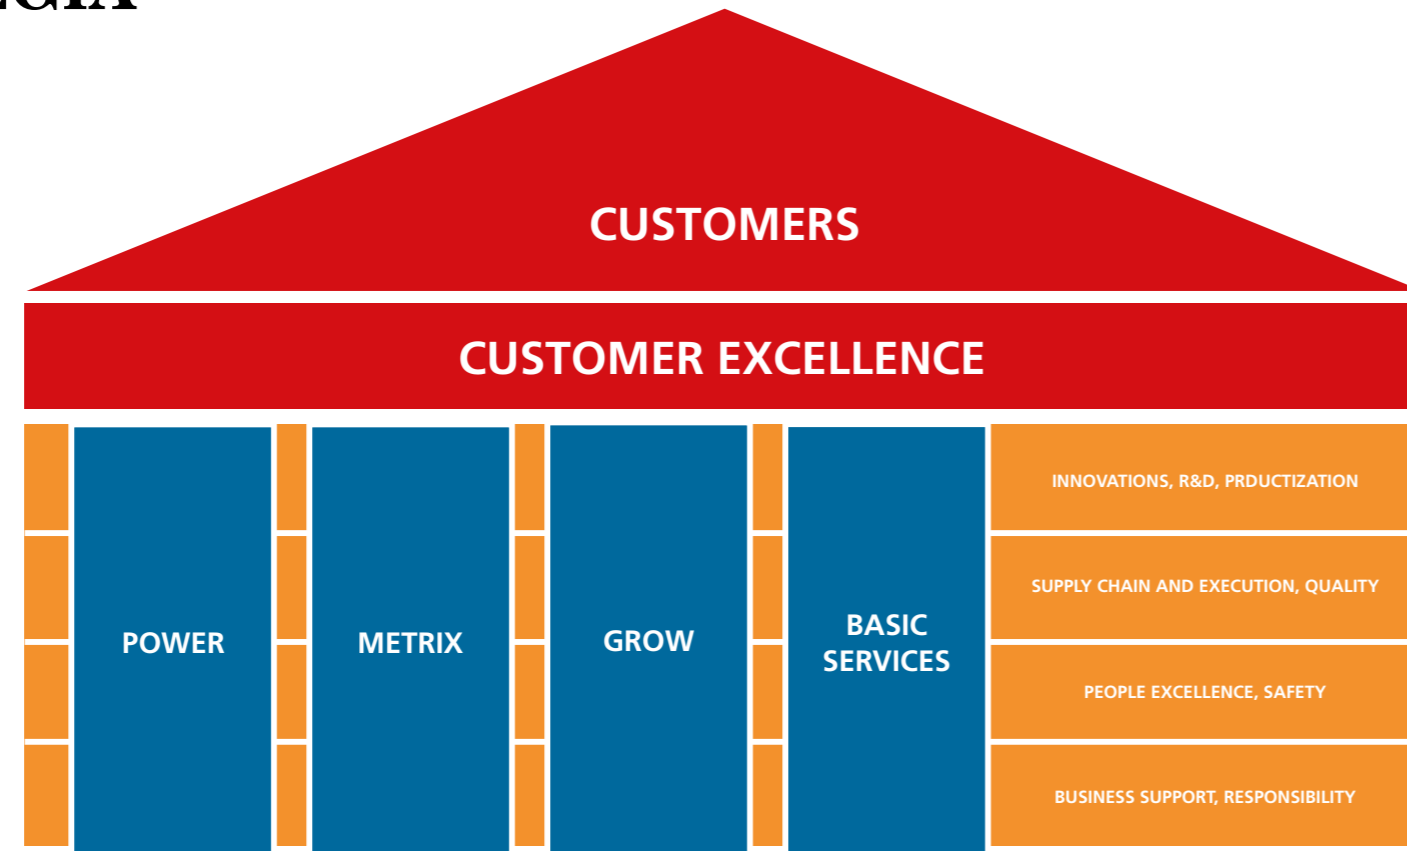 CUSTOMERS
CUSTOMER EXCELLENCE
POWER
METRIX
GROW
BASIC
SERVICES
INNOVATIONS, R&D, PRDUCTIZATION
SUPPLY CHAIN AND EXECUTION, QUALITY
PEOPLE EXCELLENCE, SAFETY
BUSINESS SUPPORT, RESPONSIBILITY